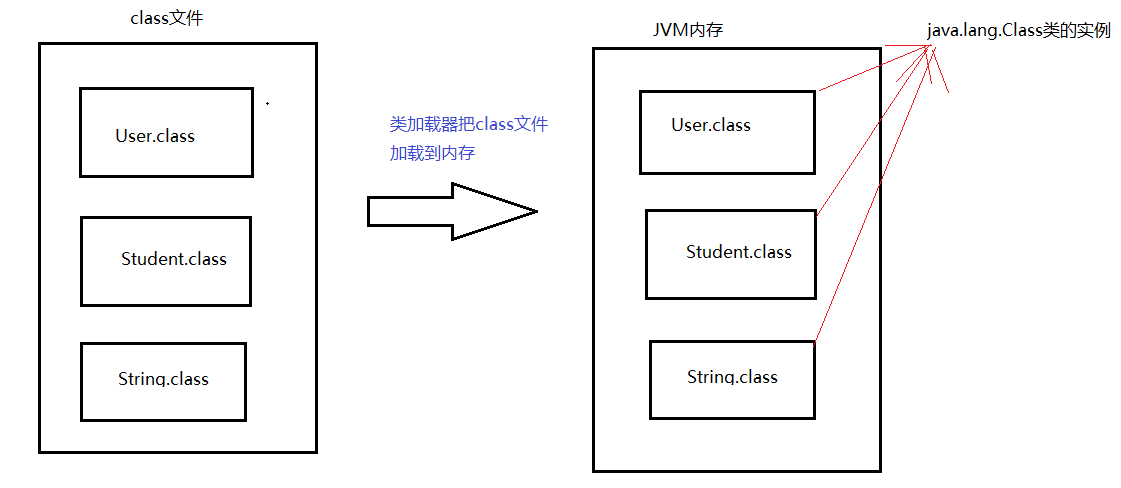 class文件
User.class
Student.class
String.class
类加载器把class文件
加载到内存
JVM内存
User.class
Student.class
String.class
java.lang.Class类的实例